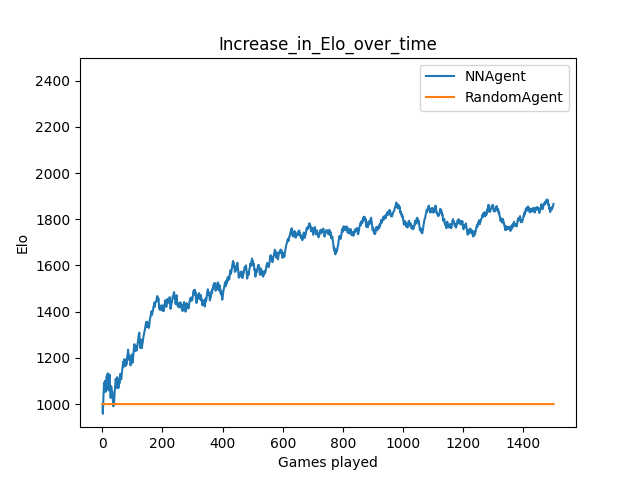 Increase_in_Elo_over_time
NNAgent
RandomAgent
Elo
2400
2200
2000
1800
1600
1400
1200
1000
0 200 400 600 800 1000 1200 1400
Games played